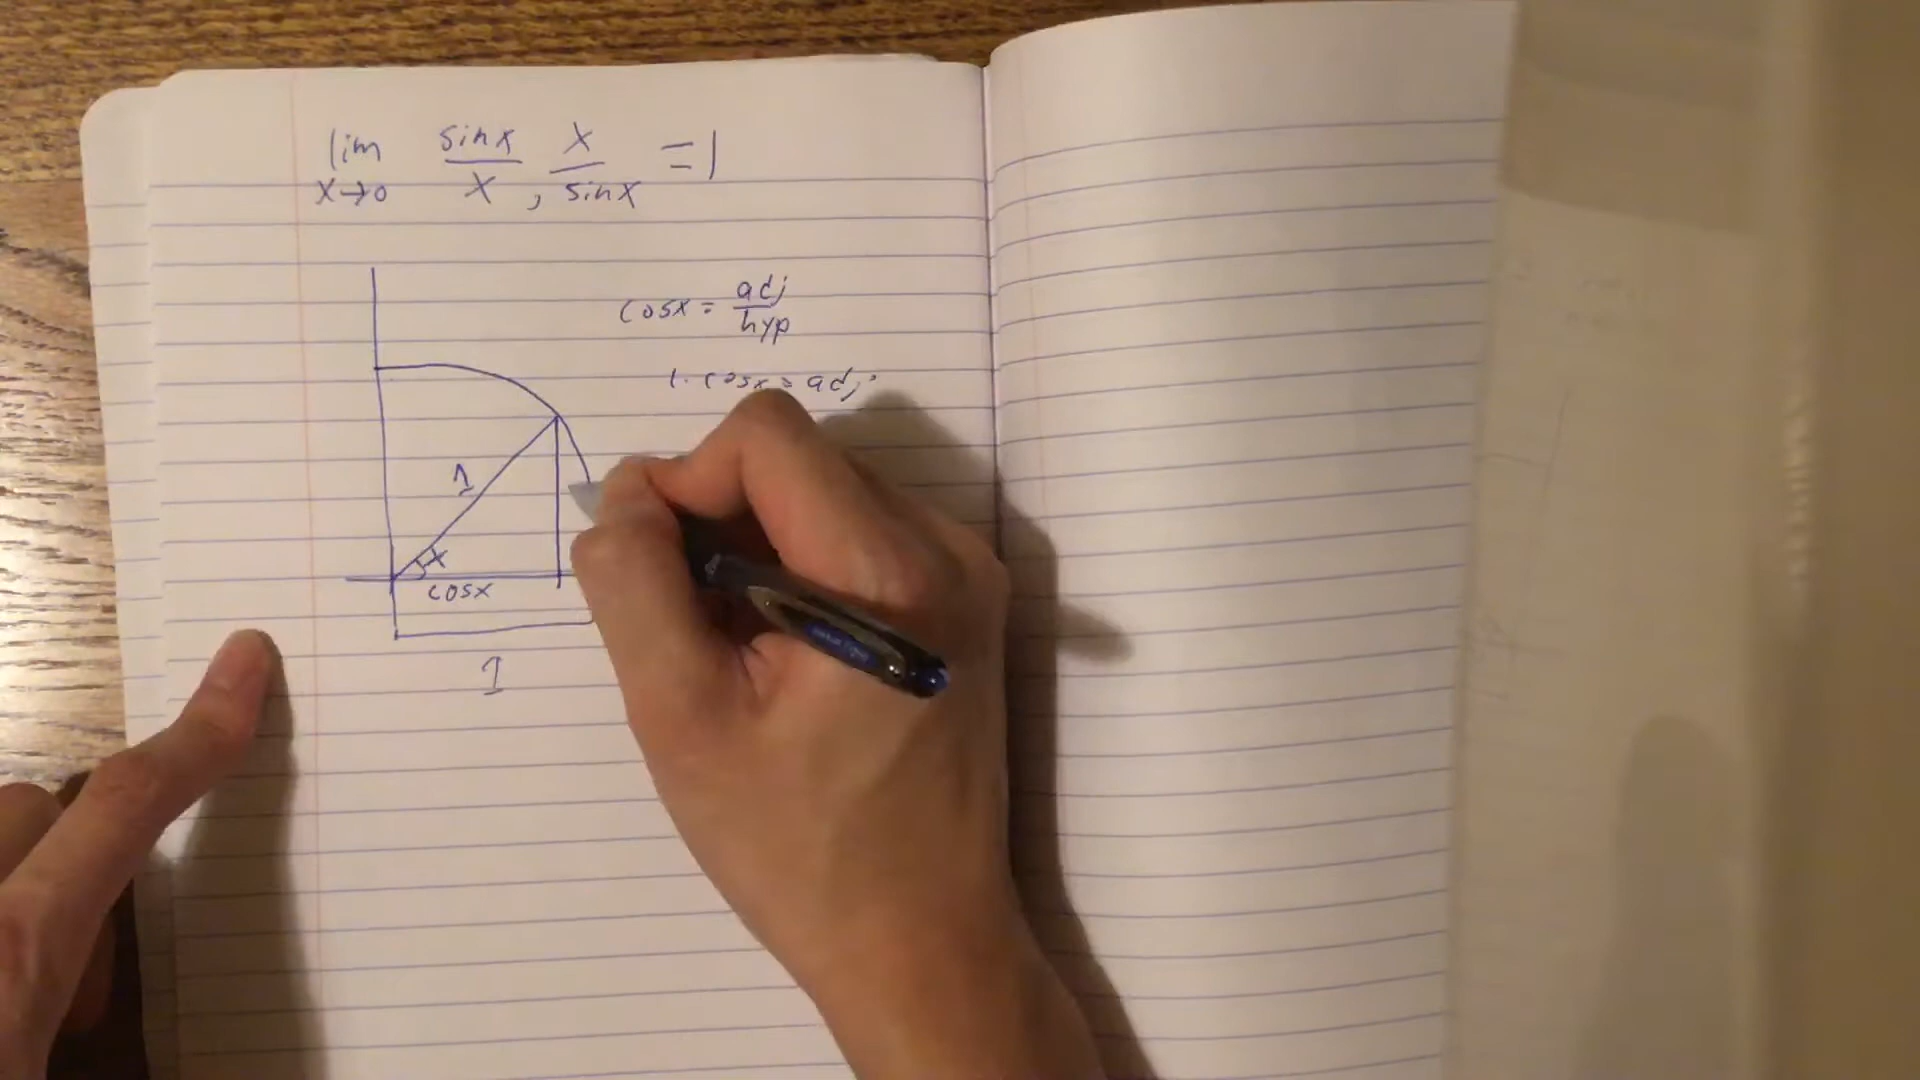 lim sinx/x , x/sinx = 1
x→0
cosx = adj/hyp
1 · cosx = adj
1
x
cosx
1